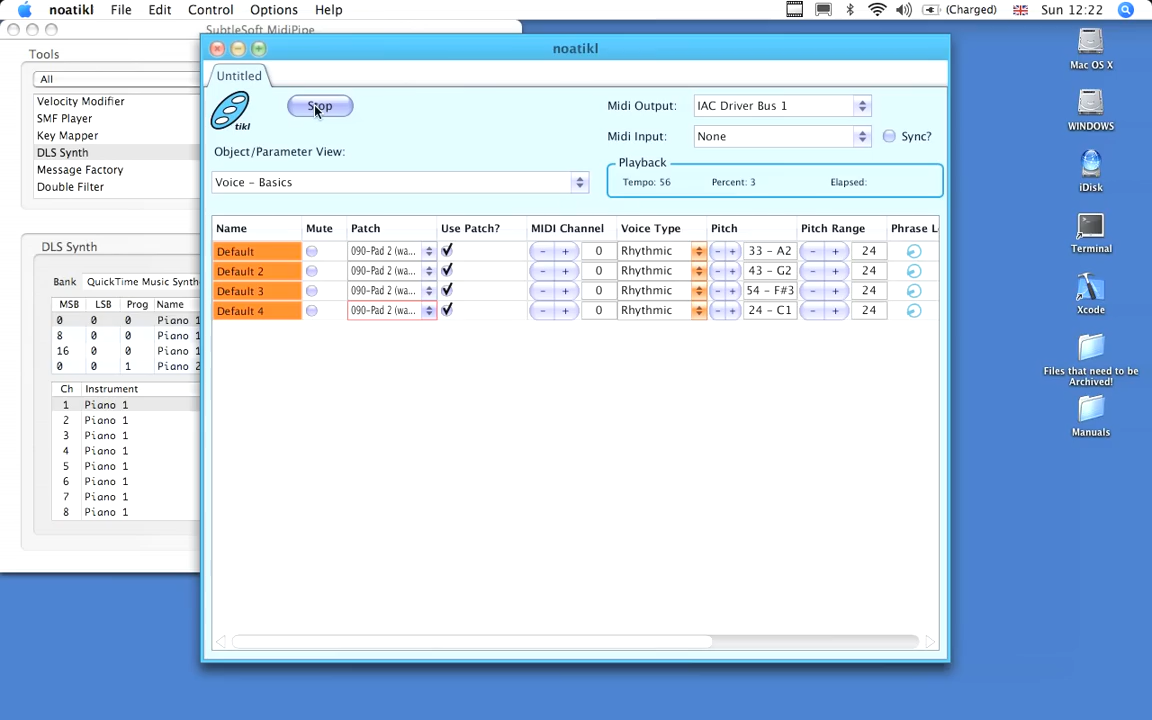 noatikl File Edit Control Options Help (Charged) Sun 12:22
SubtleSoft MidiPipe
Tools
All
Velocity Modifier
SMF Player
Key Mapper
DLS Synth
Message Factory
Double Filter
DLS Synth
Bank QuickTime Music Synth
MSB LSB Prog Name
0 0 0 Piano 1
8 0 0 Piano 1
16 0 0 Piano 1
0 0 1 Piano 2
Ch Instrument
1 Piano 1
2 Piano 1
3 Piano 1
4 Piano 1
5 Piano 1
6 Piano 1
7 Piano 1
8 Piano 1
noatikl
Untitled
tikl
Stop
Midi Output: IAC Driver Bus 1
Midi Input: None Sync?
Object/Parameter View:
Voice – Basics
Playback
Tempo: 56 Percent: 3 Elapsed:
Name Mute Patch Use Patch? MIDI Channel Voice Type Pitch Pitch Range Phrase L
Default 090-Pad 2 (wa... - + 0 Rhythmic - + 33 – A2 - + 24
Default 2 090-Pad 2 (wa... - + 0 Rhythmic - + 43 – G2 - + 24
Default 3 090-Pad 2 (wa... - + 0 Rhythmic - + 54 – F#3 - + 24
Default 4 090-Pad 2 (wa... - + 0 Rhythmic - + 24 – C1 - + 24
Mac OS X
WINDOWS
iDisk
Terminal
Xcode
Files that need to be
Archived!
Manuals